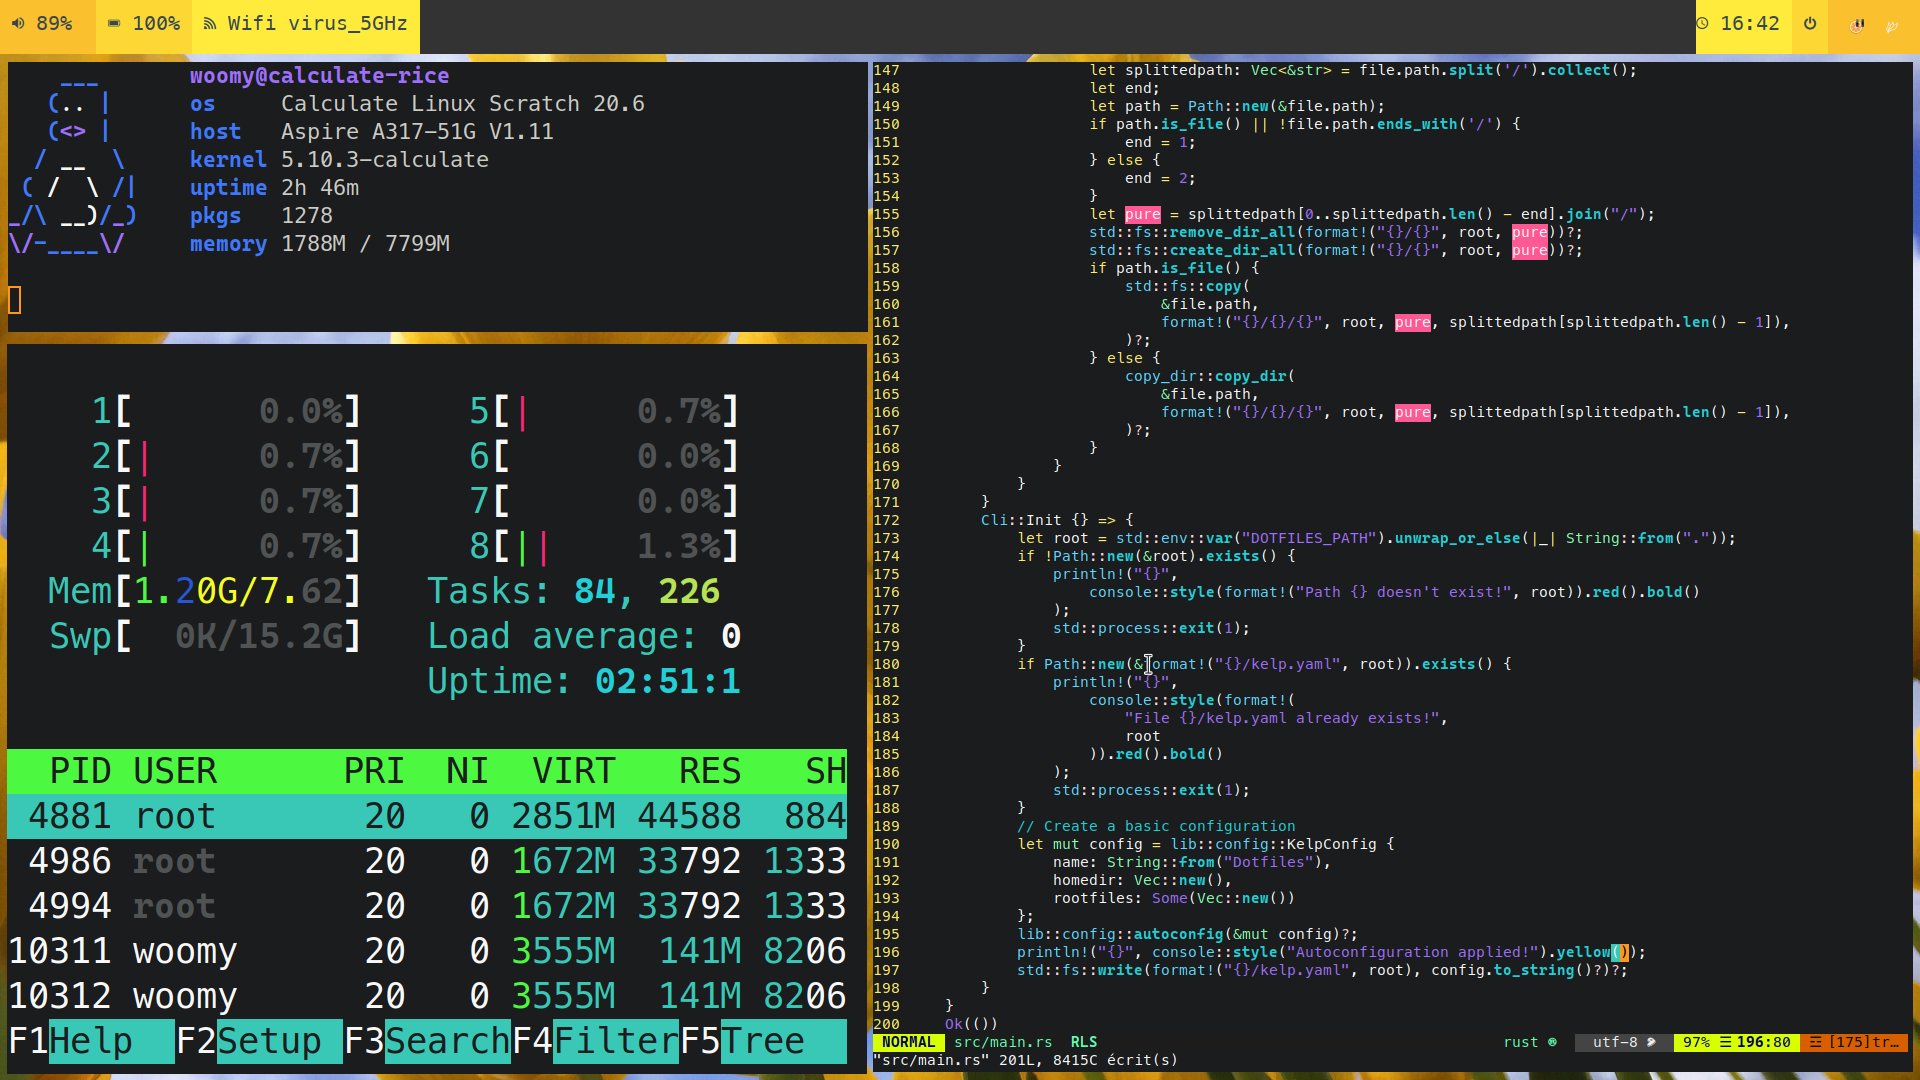 89% 100% Wifi virus_5GHz 16:42
woomy@calculate-rice
os Calculate Linux Scratch 20.6
host Aspire A317-51G V1.11
kernel 5.10.3-calculate
uptime 2h 46m
pkgs 1278
memory 1788M / 7799M
1[ 0.0%] 5[| 0.7%]
2[| 0.7%] 6[ 0.0%]
3[| 0.7%] 7[ 0.0%]
4[| 0.7%] 8[|| 1.3%]
Mem[1.20G/7.62] Tasks: 84, 226
Swp[ 0K/15.2G] Load average: 0
Uptime: 02:51:1
PID USER PRI NI VIRT RES SH
4881 root 20 0 2851M 44588 884
4986 root 20 0 1672M 33792 1333
4994 root 20 0 1672M 33792 1333
10311 woomy 20 0 3555M 141M 8206
10312 woomy 20 0 3555M 141M 8206
F1Help F2Setup F3SearchF4FilterF5Tree
147 let splittedpath: Vec<&str> = file.path.split('/').collect();
148 let end;
149 let path = Path::new(&file.path);
150 if path.is_file() || !file.path.ends_with('/') {
151 end = 1;
152 } else {
153 end = 2;
154 }
155 let pure = splittedpath[0..splittedpath.len() - end].join("/");
156 std::fs::remove_dir_all(format!("{}/{}", root, pure))?;
157 std::fs::create_dir_all(format!("{}/{}", root, pure))?;
158 if path.is_file() {
159 std::fs::copy(
160 &file.path,
161 format!("{}/{}/{}", root, pure, splittedpath[splittedpath.len() - 1]),
162 )?;
163 } else {
164 copy_dir::copy_dir(
165 &file.path,
166 format!("{}/{}/{}", root, pure, splittedpath[splittedpath.len() - 1]),
167 )?;
168 }
169 }
170 }
171 }
172 Cli::Init {} => {
173 let root = std::env::var("DOTFILES_PATH").unwrap_or_else(|_| String::from("."));
174 if !Path::new(&root).exists() {
175 println!("{}",
176 console::style(format!("Path {} doesn't exist!", root)).red().bold()
177 );
178 std::process::exit(1);
179 }
180 if Path::new(&format!("{}/kelp.yaml", root)).exists() {
181 println!("{}",
182 console::style(format!(
183 "File {}/kelp.yaml already exists!",
184 root
185 )).red().bold()
186 );
187 std::process::exit(1);
188 }
189 // Create a basic configuration
190 let mut config = lib::config::KelpConfig {
191 name: String::from("Dotfiles"),
192 homedir: Vec::new(),
193 rootfiles: Some(Vec::new())
194 };
195 lib::config::autoconfig(&mut config)?;
196 println!("{}", console::style("Autoconfiguration applied!").yellow());
197 std::fs::write(format!("{}/kelp.yaml", root), config.to_string()?)?;
198 }
199 }
200 Ok(())
NORMAL src/main.rs RLS rust utf-8 97% ☰ 196:80 ☲ [175]tr…
"src/main.rs" 201L, 8415C écrit(s)